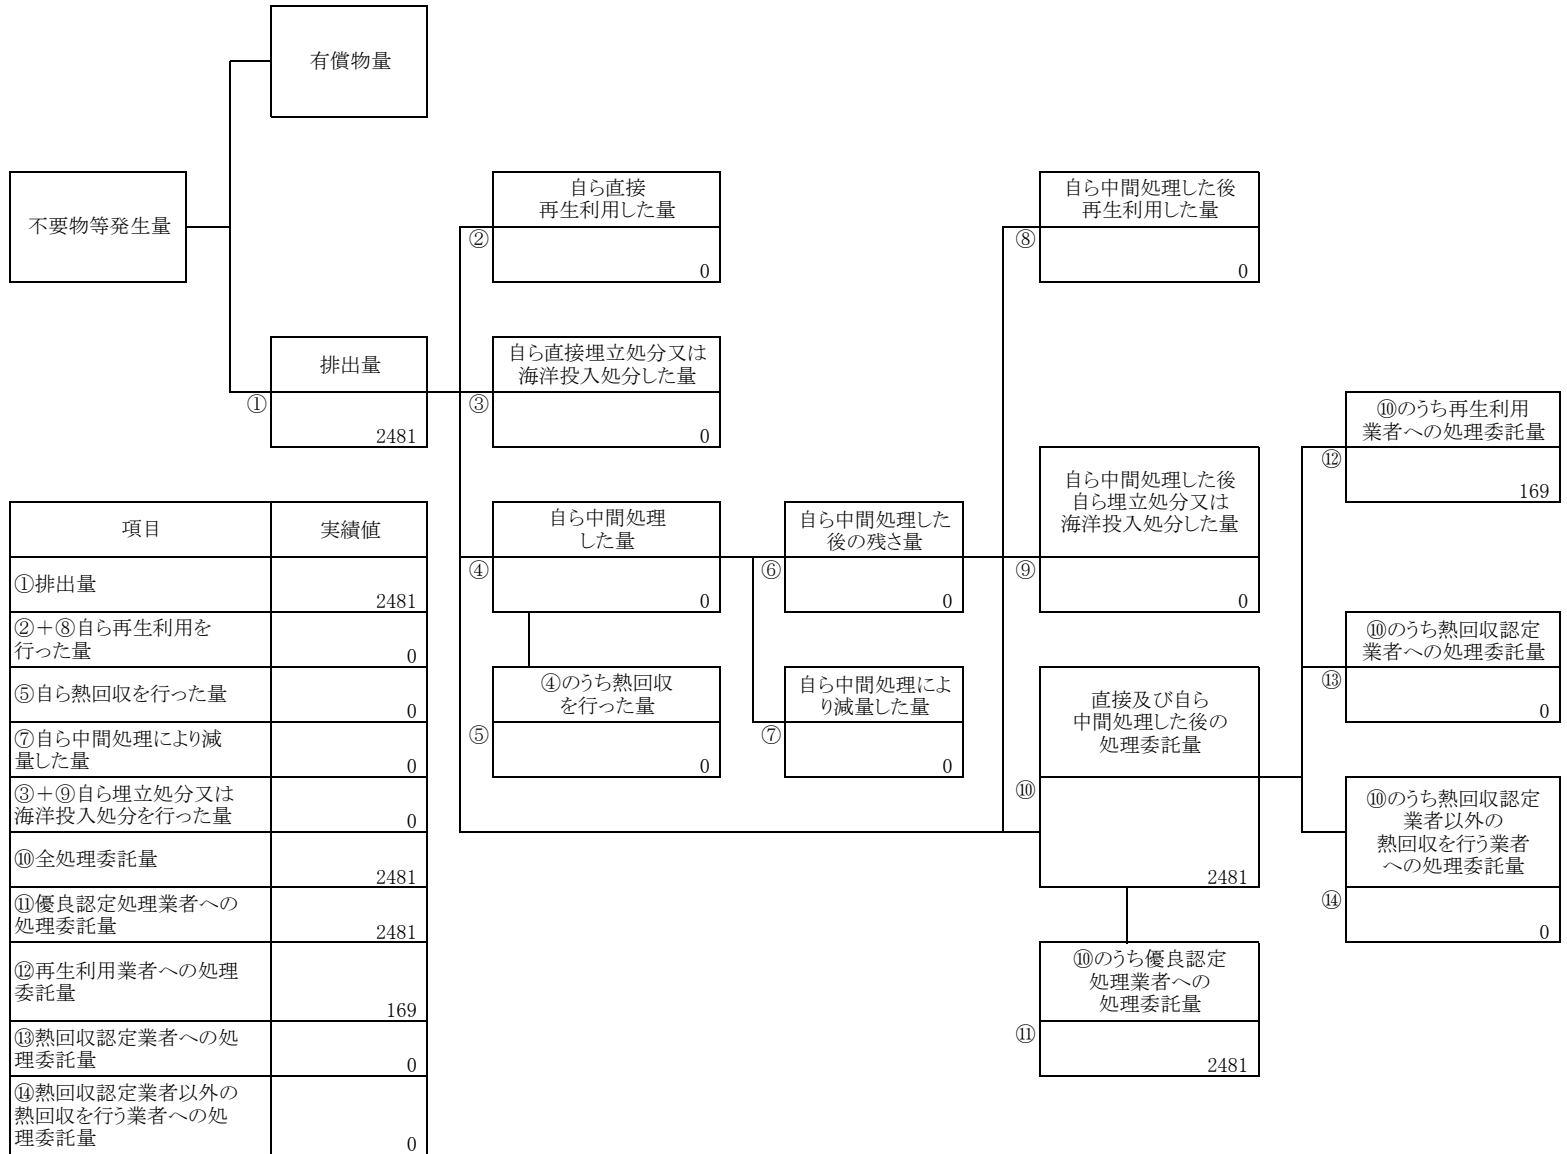 有償物量
不要物等発生量
自ら直接
再生利用した量
②
0
自ら中間処理した後
再生利用した量
⑧
0
排出量
①
2481
自ら直接埋立処分又は
海洋投入処分した量
③
0
⑩のうち再生利用
業者への処理委託量
⑫
169
自ら中間処理
した量
④
0
自ら中間処理した
後の残さ量
⑥
0
自ら中間処理した後
自ら埋立処分又は
海洋投入処分した量
⑨
0
⑩のうち熱回収認定
業者への処理委託量
⑬
0
④のうち熱回収
を行った量
⑤
0
自ら中間処理によ
り減量した量
⑦
0
直接及び自ら
中間処理した後の
処理委託量
⑩
2481
⑩のうち熱回収認定
業者以外の
熱回収を行う業者
への処理委託量
⑭
0
⑩のうち優良認定
処理業者への
処理委託量
⑪
2481
項目 実績値
①排出量
2481
②＋⑧自ら再生利用を
行った量
0
⑤自ら熱回収を行った量
0
⑦自ら中間処理により減
量した量
0
③＋⑨自ら埋立処分又は
海洋投入処分を行った量
0
⑩全処理委託量
2481
⑪優良認定処理業者への
処理委託量
2481
⑫再生利用業者への処理
委託量
169
⑬熱回収認定業者への処
理委託量
0
⑭熱回収認定業者以外の
熱回収を行う業者への処
理委託量
0